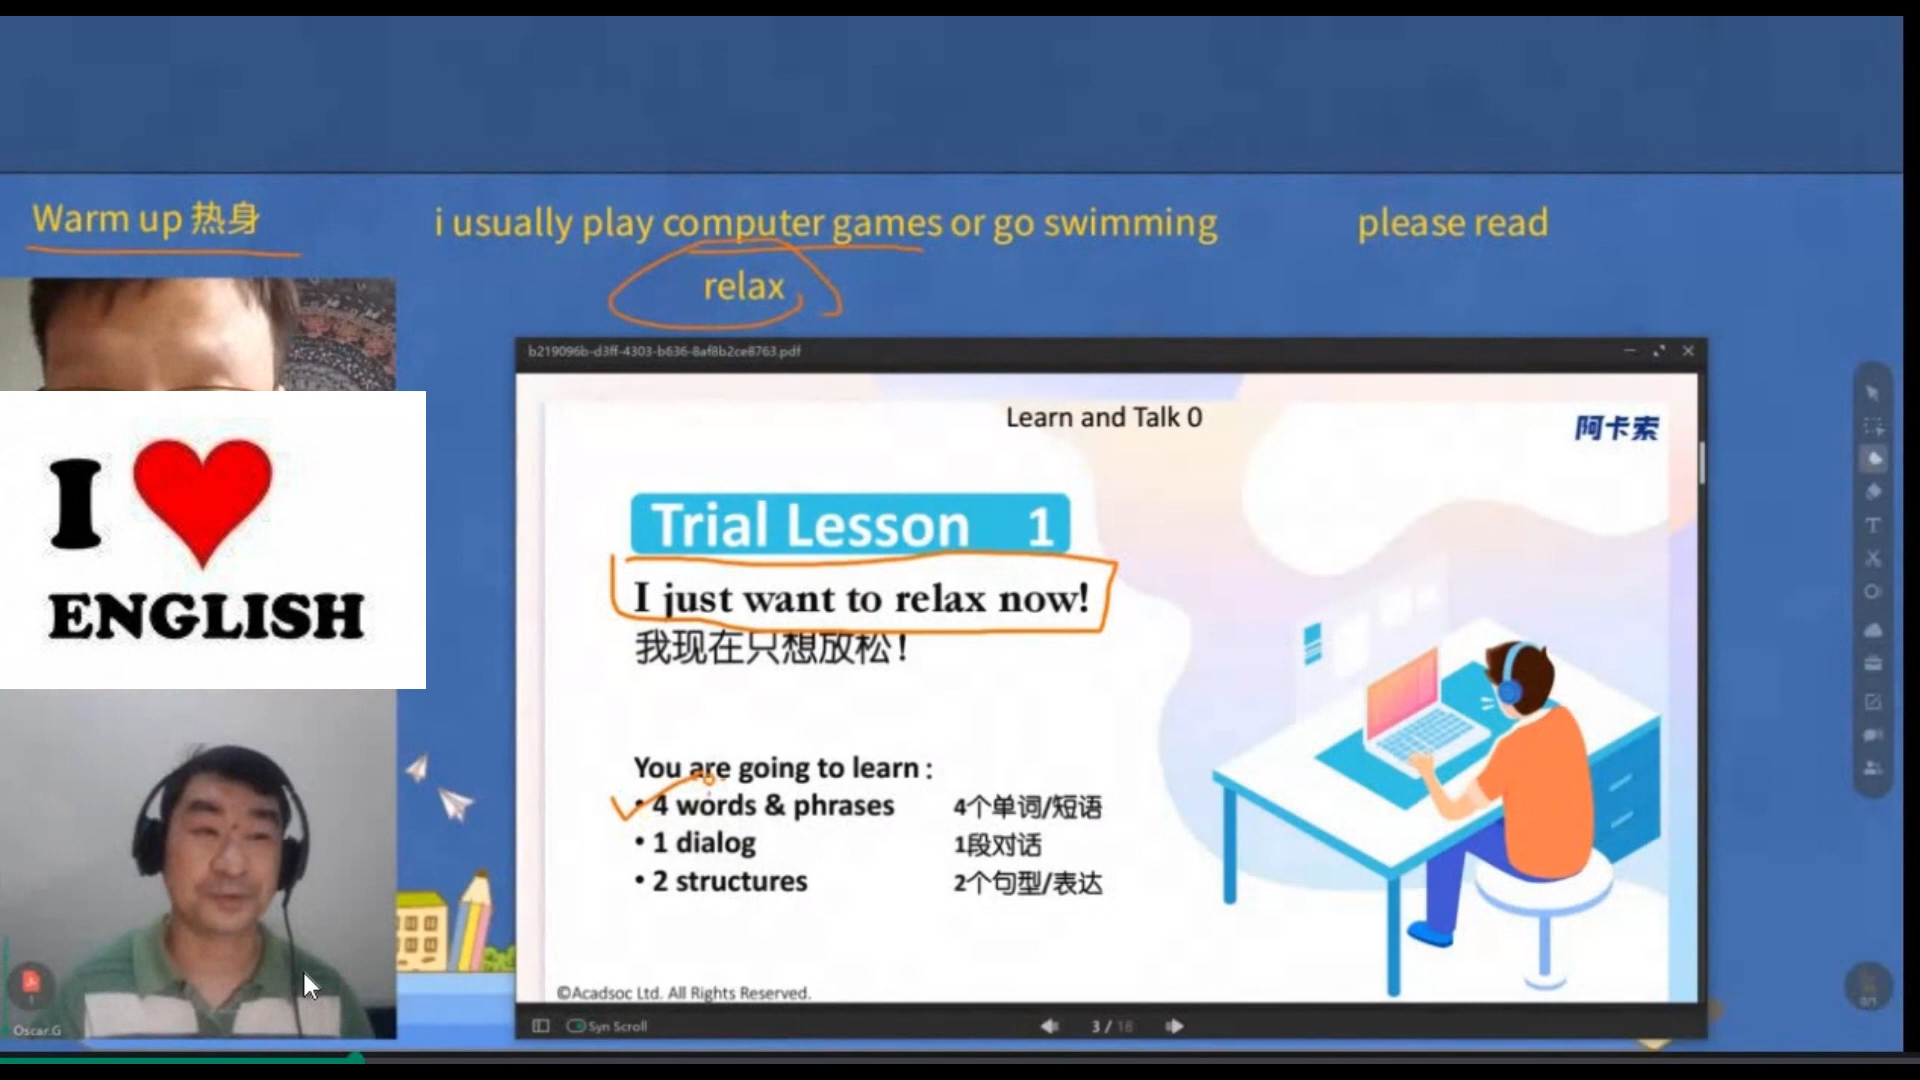 Warm up 热身
i usually play computer games or go swimming
please read
relax
I
ENGLISH
Oscar.G
b219096b-d3ff-4303-b636-8af8b2ce8763.pdf
Learn and Talk 0
阿卡索
Trial Lesson 1
I just want to relax now!
我现在只想放松!
You are going to learn :
• 4 words & phrases 4个单词/短语
• 1 dialog 1段对话
• 2 structures 2个句型/表达
©Acadsoc Ltd. All Rights Reserved.
Syn Scroll
3 / 18
0/1